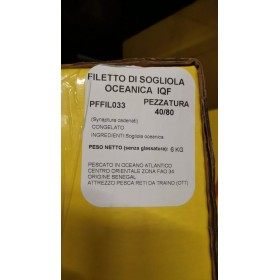 FILETTO DI SOGLIOLA
OCEANICA IQF
PFFIL033
PEZZATURA
40/80
(Synaptura cadenati)
CONGELATO
INGREDIENTI: Sogliola oceanica
PESO NETTO (senza glassatura): 6 KG
PESCATO IN OCEANO ATLANTICO
CENTRO ORIENTALE ZONA FAO 34
ORIGINE SENEGAL
ATTREZZO PESCA: RETI DA TRAINO (OTT)